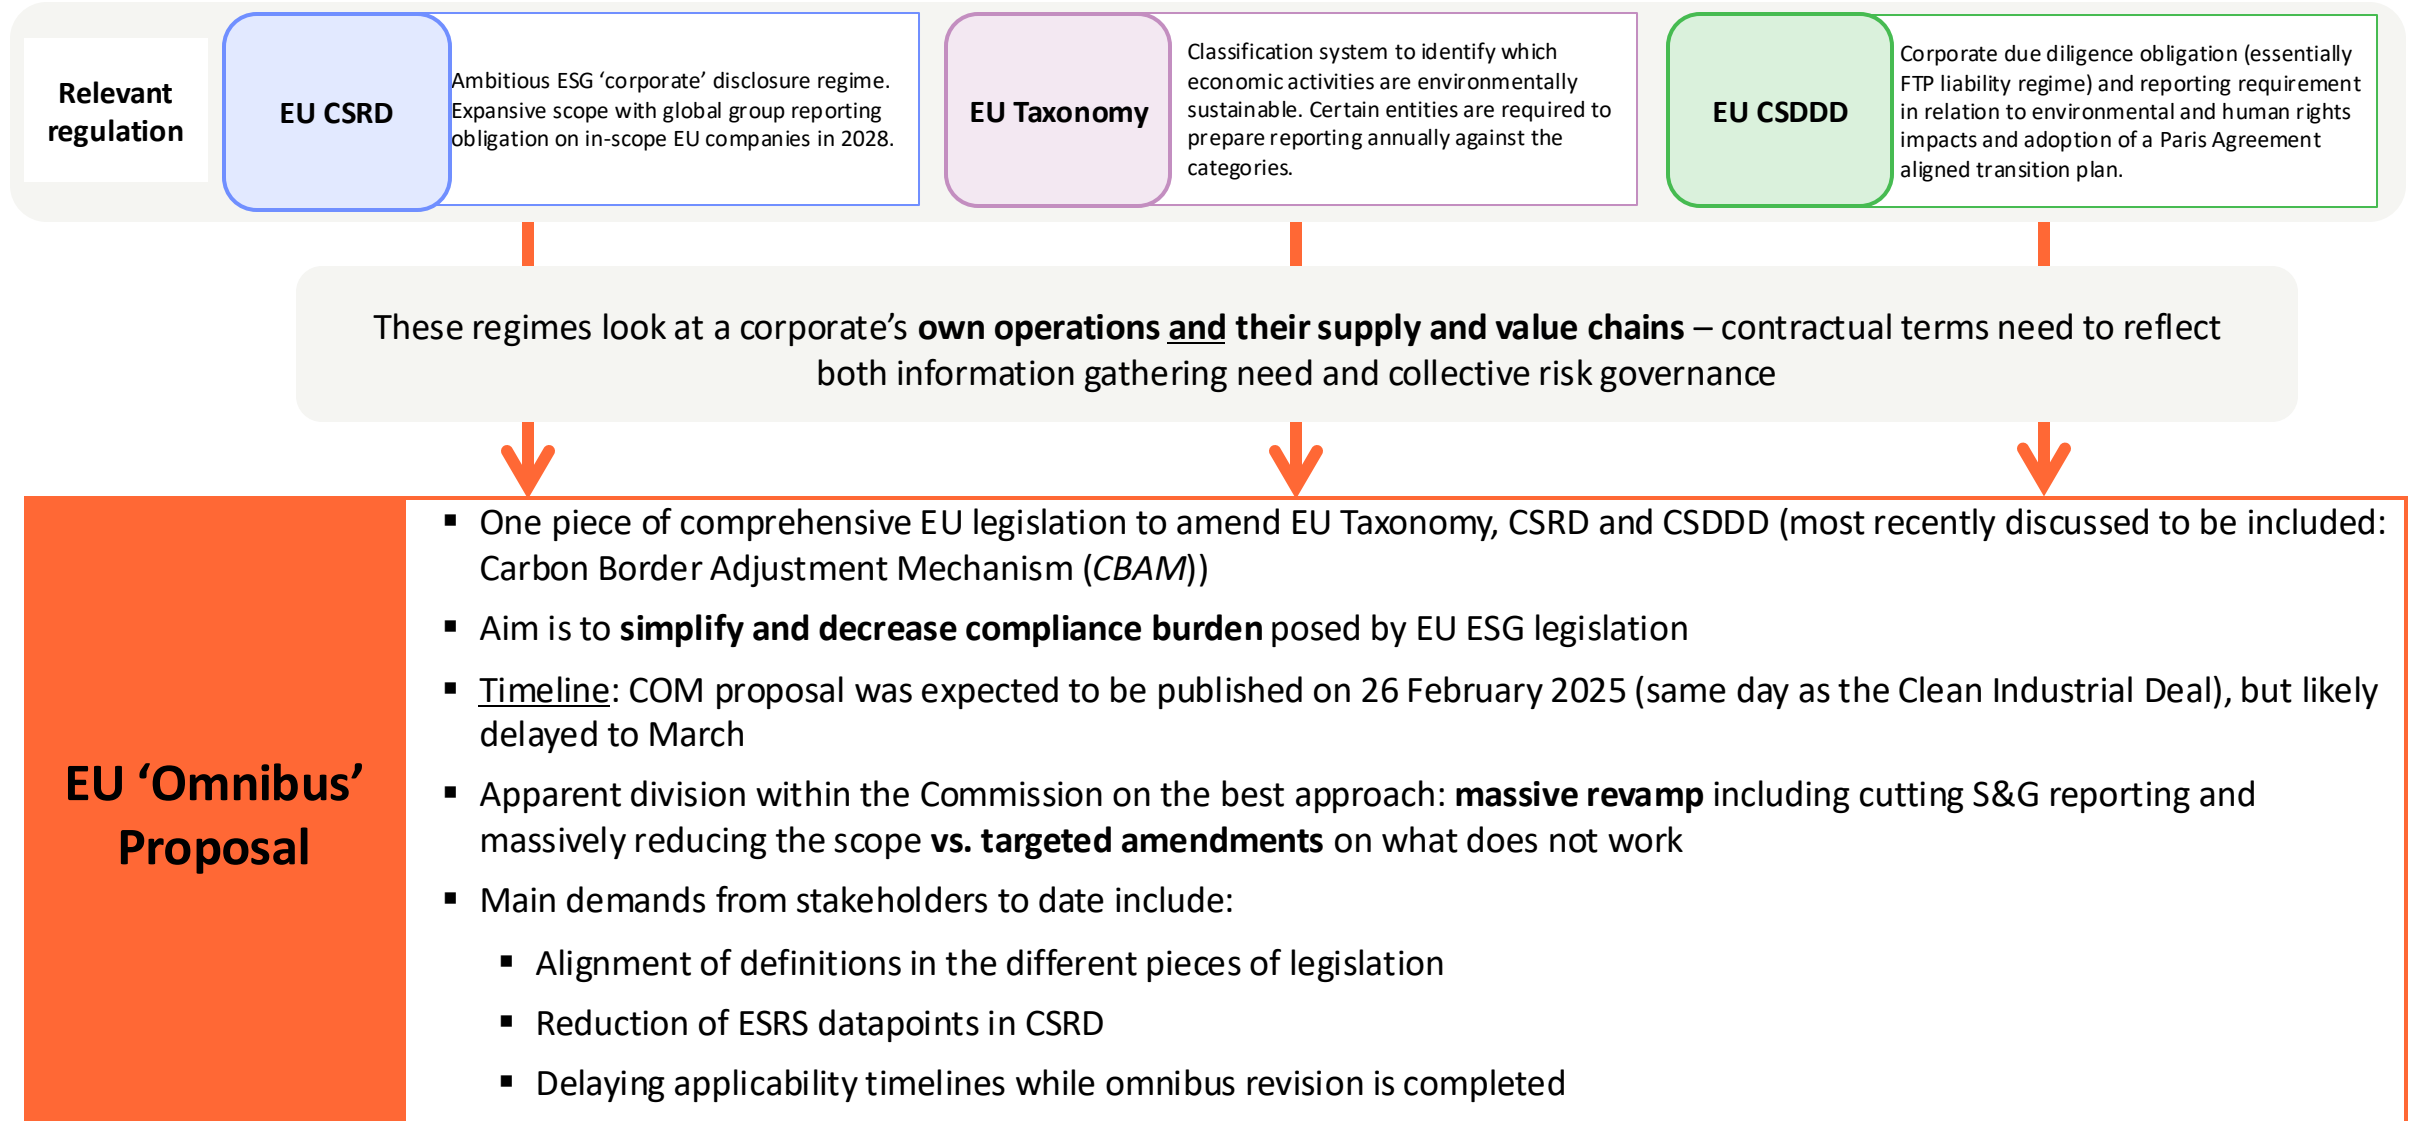 Relevant
regulation
EU CSRD
Ambitious ESG ‘corporate’ disclosure regime.
Expansive scope with global group reporting
obligation on in-scope EU companies in 2028.
EU Taxonomy
Classification system to identify which
economic activities are environmentally
sustainable. Certain entities are required to
prepare reporting annually against the
categories.
EU CSDDD
Corporate due diligence obligation (essentially
FTP liability regime) and reporting requirement
in relation to environmental and human rights
impacts and adoption of a Paris Agreement
aligned transition plan.
These regimes look at a corporate’s own operations and their supply and value chains – contractual terms need to reflect
both information gathering need and collective risk governance
EU ‘Omnibus’
Proposal
▪ One piece of comprehensive EU legislation to amend EU Taxonomy, CSRD and CSDDD (most recently discussed to be included:
Carbon Border Adjustment Mechanism (CBAM))
▪ Aim is to simplify and decrease compliance burden posed by EU ESG legislation
▪ Timeline: COM proposal was expected to be published on 26 February 2025 (same day as the Clean Industrial Deal), but likely
delayed to March
▪ Apparent division within the Commission on the best approach: massive revamp including cutting S&G reporting and
massively reducing the scope vs. targeted amendments on what does not work
▪ Main demands from stakeholders to date include:
▪ Alignment of definitions in the different pieces of legislation
▪ Reduction of ESRS datapoints in CSRD
▪ Delaying applicability timelines while omnibus revision is completed